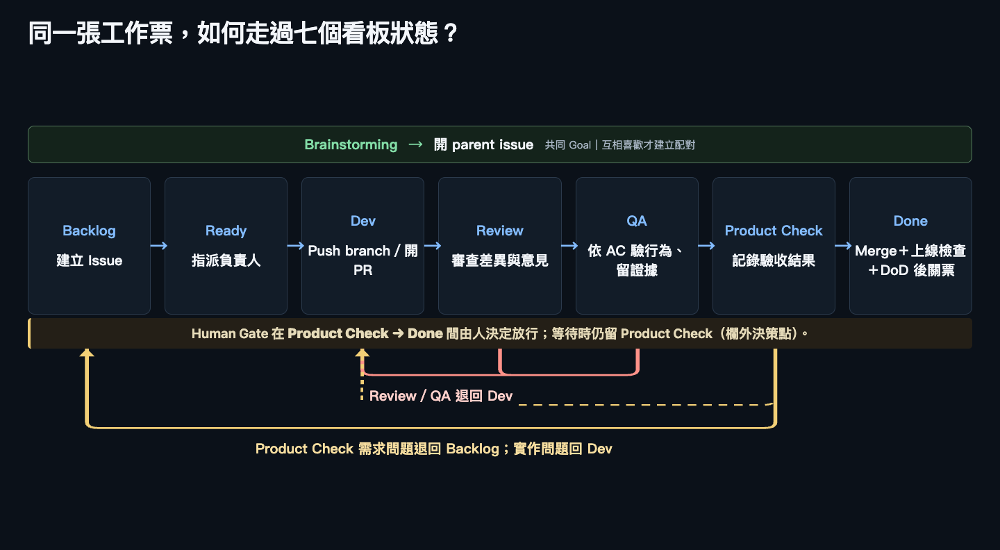 同一張工作票，如何走過七個看板狀態？
Brainstorming → 開 parent issue 共同 Goal｜互相喜歡才建立配對
Backlog
建立 Issue
→
Ready
指派負責人
→
Dev
Push branch / 開
PR
→
Review
審查差異與意見
→
QA
依 AC 驗行為、
留證據
→
Product Check
記錄驗收結果
→
Done
Merge＋上線檢查
＋DoD 後關票
Human Gate 在 Product Check → Done 間由人決定放行；等待時仍留 Product Check（欄外決策點）。
Review / QA 退回 Dev
Product Check 需求問題退回 Backlog；實作問題回 Dev